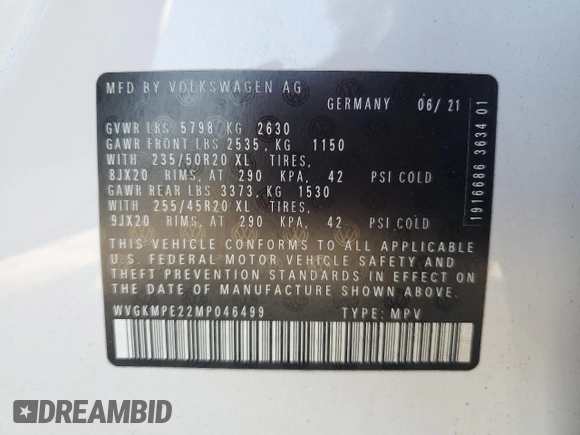 MFD BY VOLKSWAGEN AG
GERMANY 06/21
GVWR LBS 5798 KG 2630
GAWR FRONT LBS 2535, KG 1150
WITH 235/50R20 XL TIRES,
8JX20 RIMS, AT 290 KPA, 42 PSI COLD
GAWR REAR LBS 3373, KG 1530
WITH 255/45R20 XL TIRES,
9JX20 RIMS, AT 290 KPA, 42 PSI COLD
THIS VEHICLE CONFORMS TO ALL APPLICABLE
U.S. FEDERAL MOTOR VEHICLE SAFETY AND
THEFT PREVENTION STANDARDS IN EFFECT ON
THE DATE OF MANUFACTURE SHOWN ABOVE.
WVGKMPE22MP046499 TYPE: MPV
1916686 3634 01
DREAMBID